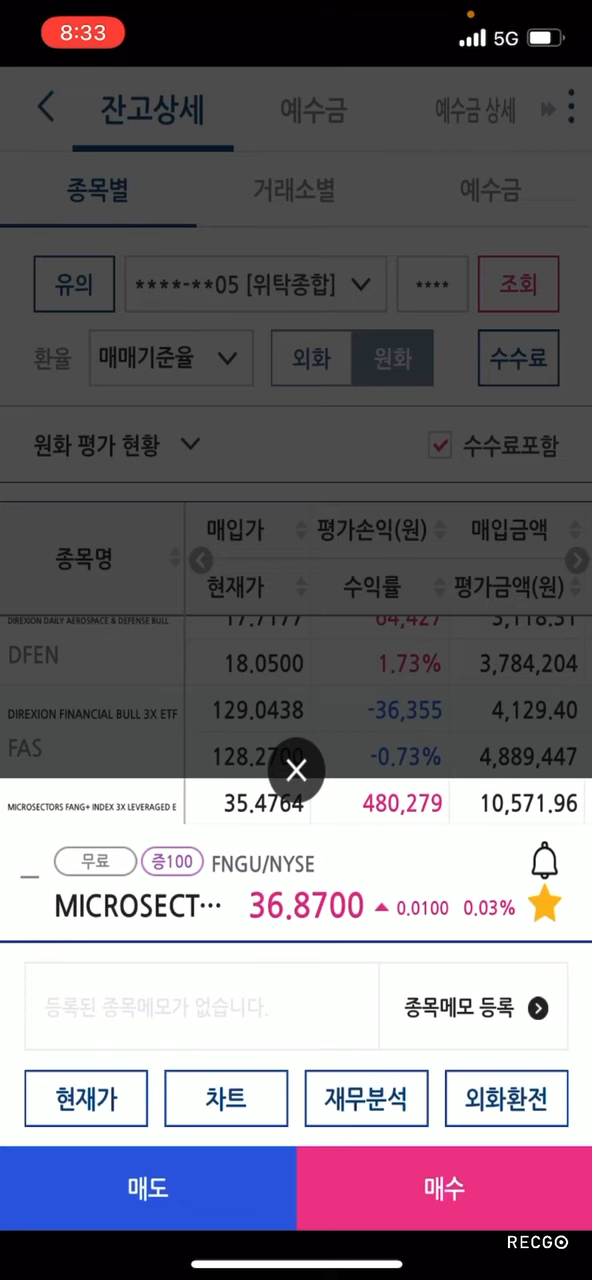 8:33
5G
잔고상세 예수금 예수금 상세
종목별 거래소별 예수금
유의 ****-**05 [위탁종합] **** 조회
환율 매매기준율 외화 원화 수수료
원화 평가 현황 수수료포함
종목명 매입가 평가손익(원) 매입금액
현재가 수익률 평가금액(원)
DIREXION DAILY AEROSPACE & DEFENSE BULL 17.7177 64,427 3,118.51
DFEN 18.0500 1.73% 3,784,204
DIREXION FINANCIAL BULL 3X ETF 129.0438 -36,355 4,129.40
FAS 128.2700 -0.73% 4,889,447
MICROSECTORS FANG+ INDEX 3X LEVERAGED E 35.4764 480,279 10,571.96
무료 증100 FNGU/NYSE
MICROSECT··· 36.8700 ▲ 0.0100 0.03%
등록된 종목메모가 없습니다. 종목메모 등록
현재가 차트 재무분석 외화환전
매도 매수
RECGO